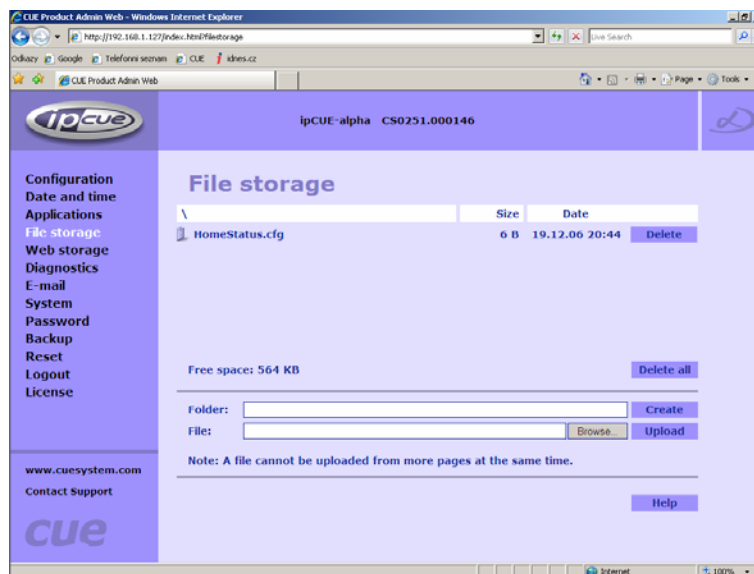 CUE Product Admin Web - Windows Internet Explorer
http://192.168.1.127/index.html?filestorage
Live Search
Odkazy Google Telefonní seznam CUE idnes.cz
CUE Product Admin Web
Page Tools
ipcue
ipCUE-alpha CS0251.000146
Configuration
Date and time
Applications
File storage
Web storage
Diagnostics
E-mail
System
Password
Backup
Reset
Logout
License
www.cuesystem.com
Contact Support
cue
File storage
\ Size Date
HomeStatus.cfg 6 B 19.12.06 20:44 Delete
Free space: 564 KB Delete all
Folder: Create
File: Browse... Upload
Note: A file cannot be uploaded from more pages at the same time.
Help
Internet 100%